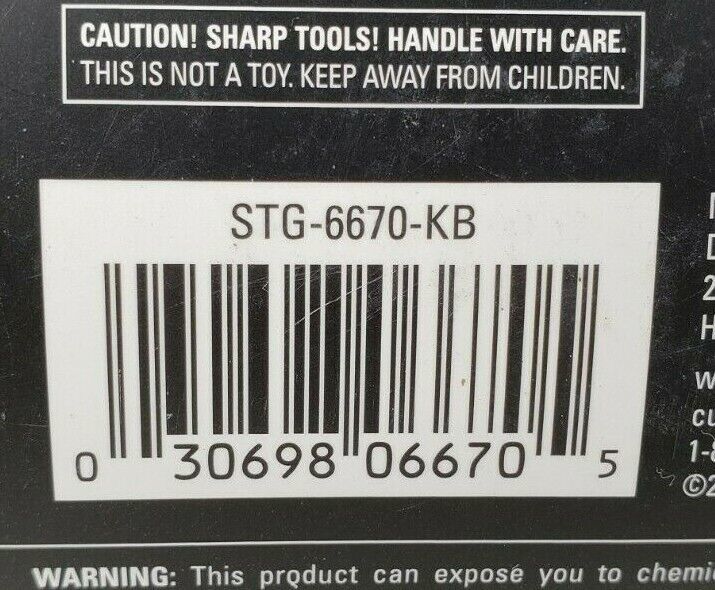 CAUTION! SHARP TOOLS! HANDLE WITH CARE.
THIS IS NOT A TOY. KEEP AWAY FROM CHILDREN.
STG-6670-KB
0 30698 06670 5
WARNING: This product can expose you to